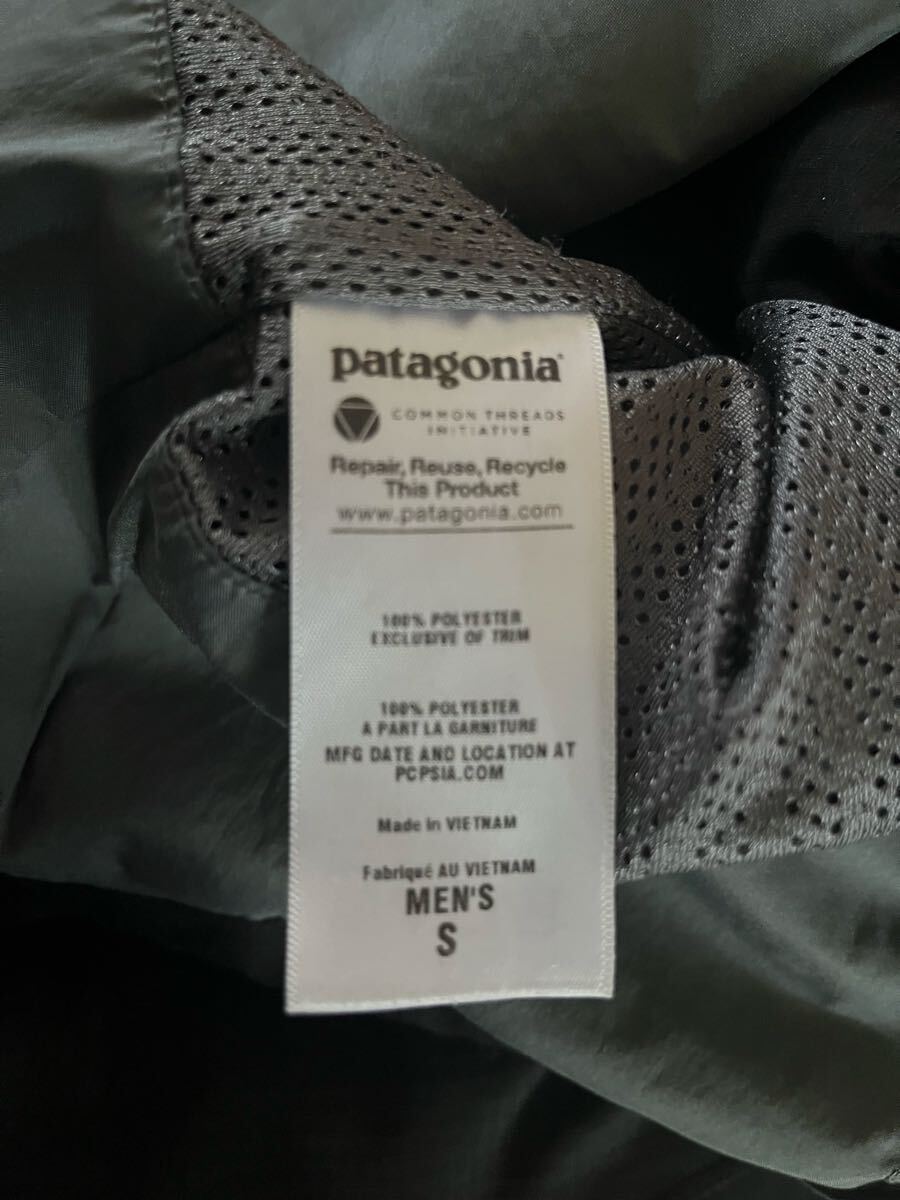 patagonia®
COMMON THREADS
INITIATIVE
Repair, Reuse, Recycle
This Product
www.patagonia.com
100% POLYESTER
EXCLUSIVE OF TRIM
100% POLYESTER
A PART LA GARNITURE
MFG DATE AND LOCATION AT
PCPSIA.COM
Made in VIETNAM
Fabriqué AU VIETNAM
MEN'S
S